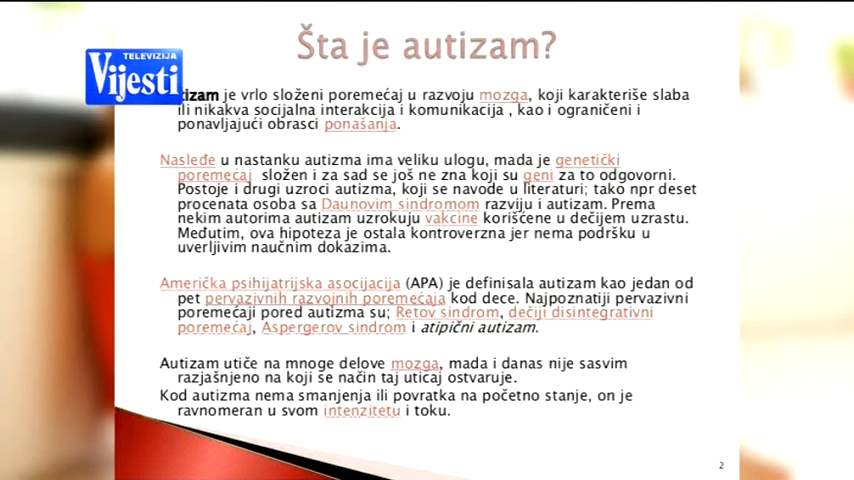 Šta je autizam?
TELEVIZIJA
Vijesti
tizam je vrlo složeni poremećaj u razvoju mozga, koji karakteriše slaba
ili nikakva socijalna interakcija i komunikacija , kao i ograničeni i
ponavljajući obrasci ponašanja.
Nasleđe u nastanku autizma ima veliku ulogu, mada je genetički
poremećaj složen i za sad se još ne zna koji su geni za to odgovorni.
Postoje i drugi uzroci autizma, koji se navode u literaturi; tako npr deset
procenata osoba sa Daunovim sindromom razviju i autizam. Prema
nekim autorima autizam uzrokuju vakcine korišćene u dečijem uzrastu.
Međutim, ova hipoteza je ostala kontroverzna jer nema podršku u
uverljivim naučnim dokazima.
Američka psihijatrijska asocijacija (APA) je definisala autizam kao jedan od
pet pervazivnih razvojnih poremećaja kod dece. Najpoznatiji pervazivni
poremećaji pored autizma su; Retov sindrom, dečiji disintegrativni
poremećaj, Aspergerov sindrom i atipični autizam.
Autizam utiče na mnoge delove mozga, mada i danas nije sasvim
razjašnjeno na koji se način taj uticaj ostvaruje.
Kod autizma nema smanjenja ili povratka na početno stanje, on je
ravnomeran u svom intenzitetu i toku.
2